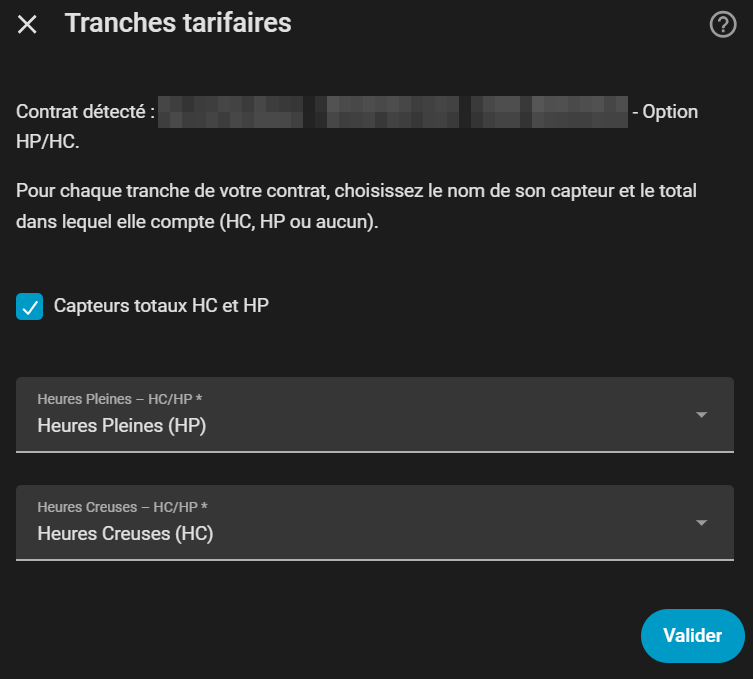 Tranches tarifaires
Contrat détecté : - Option
HP/HC.
Pour chaque tranche de votre contrat, choisissez le nom de son capteur et le total
dans lequel elle compte (HC, HP ou aucun).
Capteurs totaux HC et HP
Heures Pleines – HC/HP *
Heures Pleines (HP)
Heures Creuses – HC/HP *
Heures Creuses (HC)
Valider